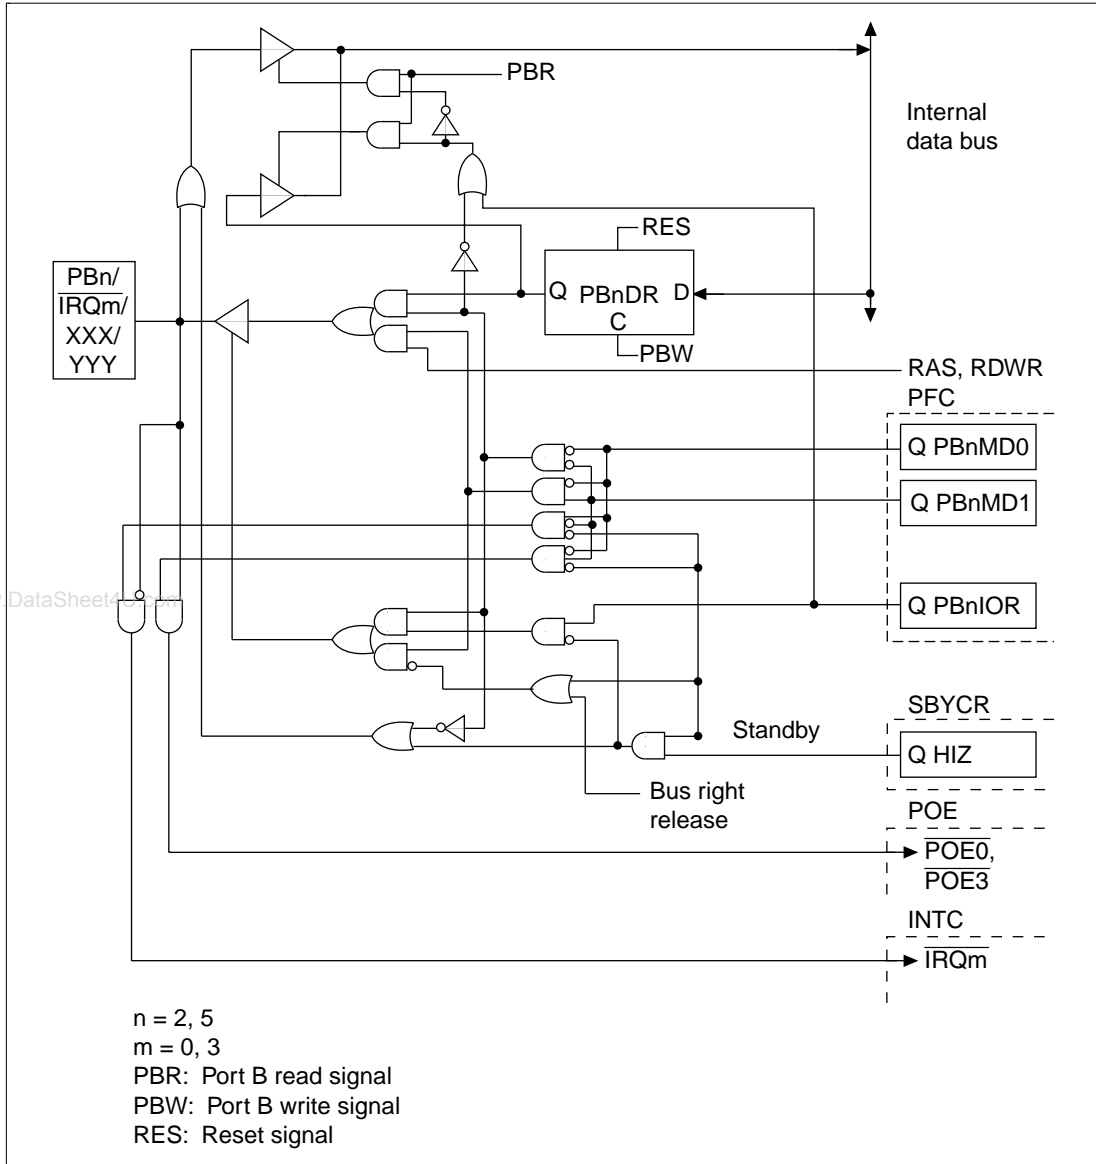 PBR
Internal
data bus
RES
PBn/
IRQm/
XXX/
YYY
Q PBnDR D
C
PBW
RAS, RDWR
PFC
Q PBnMD0
Q PBnMD1
.DataSheet4U.com
Q PBnIOR
SBYCR
Standby
Q HIZ
Bus right
release
POE
POE0,
POE3
INTC
IRQm
n = 2, 5
m = 0, 3
PBR: Port B read signal
PBW: Port B write signal
RES: Reset signal